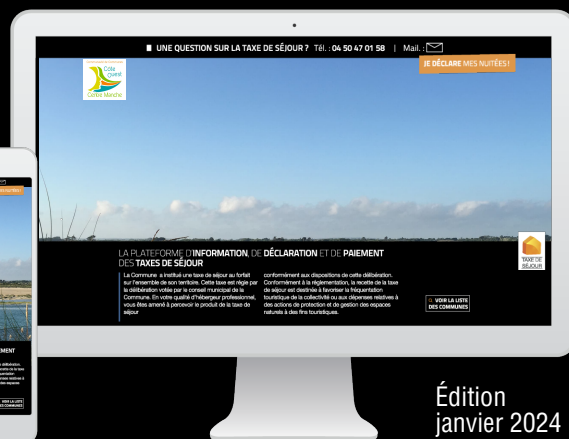 ■ UNE QUESTION SUR LA TAXE DE SÉJOUR ? Tél. : 04 50 47 01 58 | Mail. :
JE DÉCLARE MES NUITÉES !
Côte
Ouest
Centre Manche
LA PLATEFORME D'INFORMATION, DE DÉCLARATION ET DE PAIEMENT
DES TAXES DE SÉJOUR
La Commune a institué une taxe de séjour au forfait
sur l'ensemble de son territoire. Cette taxe est régie par
la délibération votée par le conseil municipal de la
Commune. En votre qualité d'hébergeur professionnel,
vous êtes amené à percevoir le produit de la taxe de
séjour
conformément aux dispositions de cette délibération.
Conformément à la réglementation, la recette de la taxe
de séjour est destinée à favoriser la fréquentation
touristique de la collectivité ou aux dépenses relatives à
des actions de protection et de gestion des espaces
naturels à des fins touristiques.
TAXE DE
SÉJOUR
VOIR LA LISTE
DES COMMUNES
VOIR LA LISTE
DES COMMUNES
Édition
janvier 2024